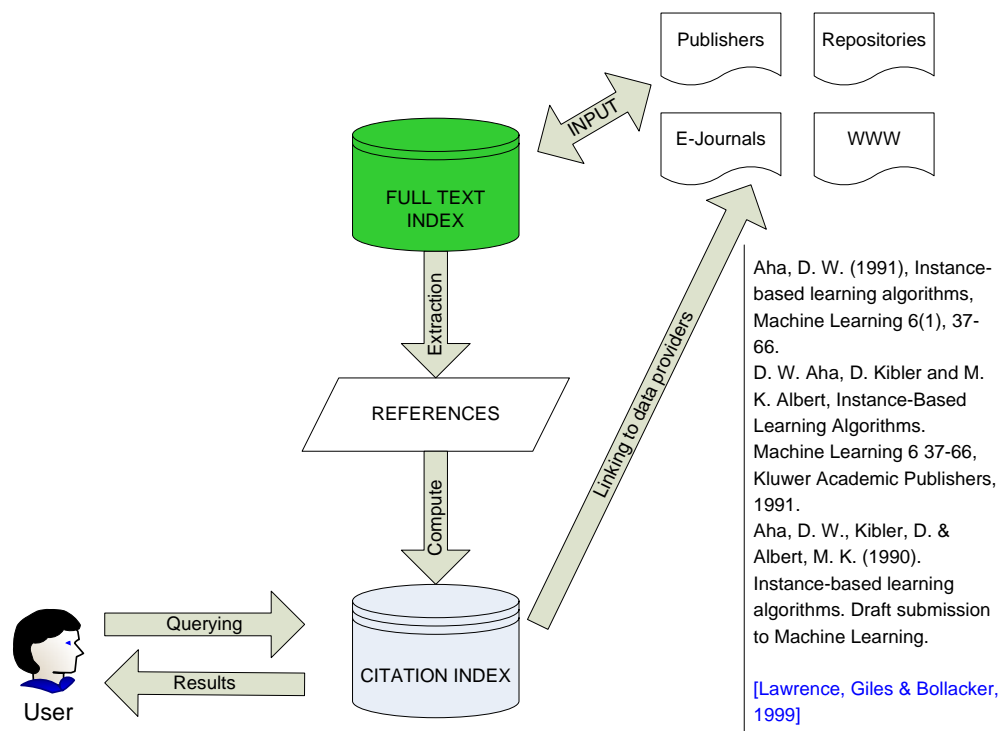 Publishers
Repositories
INPUT
E-Journals
WWW
FULL TEXT
INDEX
Extraction
REFERENCES
Linking to data providers
Compute
Querying
Results
User
CITATION INDEX
Aha, D. W. (1991), Instance-
based learning algorithms,
Machine Learning 6(1), 37-
66.
D. W. Aha, D. Kibler and M.
K. Albert, Instance-Based
Learning Algorithms.
Machine Learning 6 37-66,
Kluwer Academic Publishers,
1991.
Aha, D. W., Kibler, D. &
Albert, M. K. (1990).
Instance-based learning
algorithms. Draft submission
to Machine Learning.
[Lawrence, Giles & Bollacker,
1999]